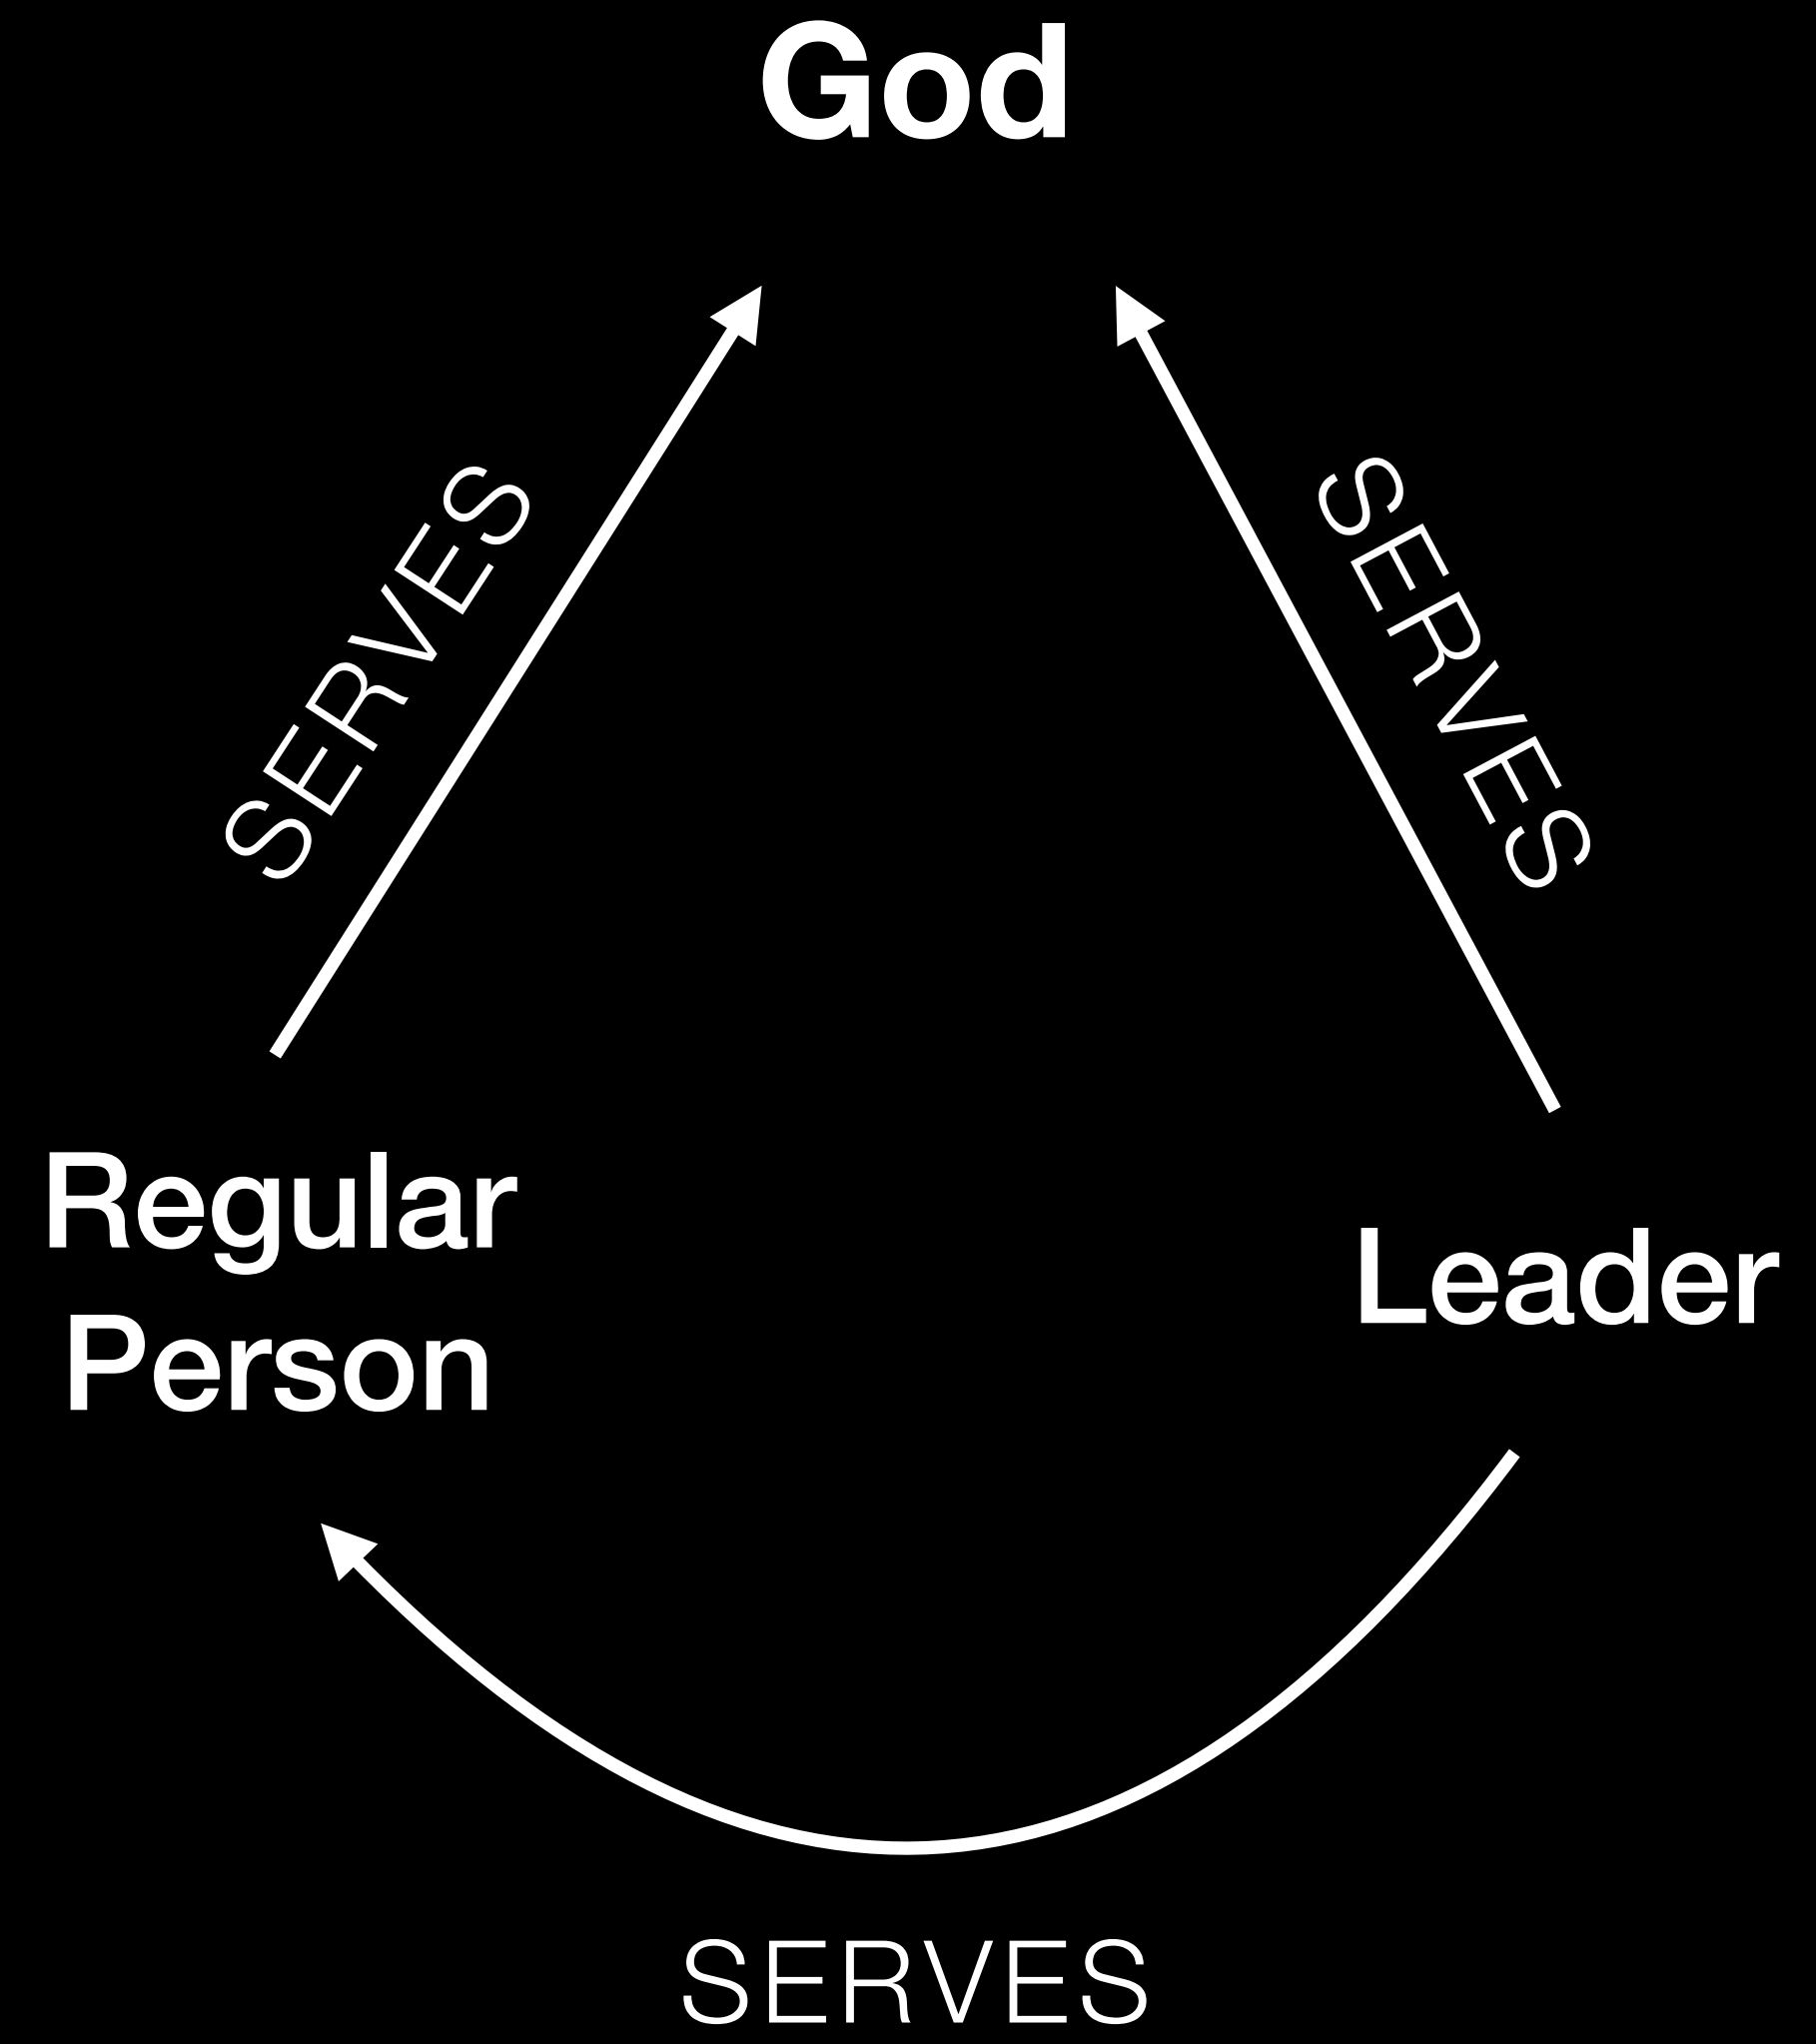 God
SERVES
SERVES
Regular
Person
Leader
SERVES